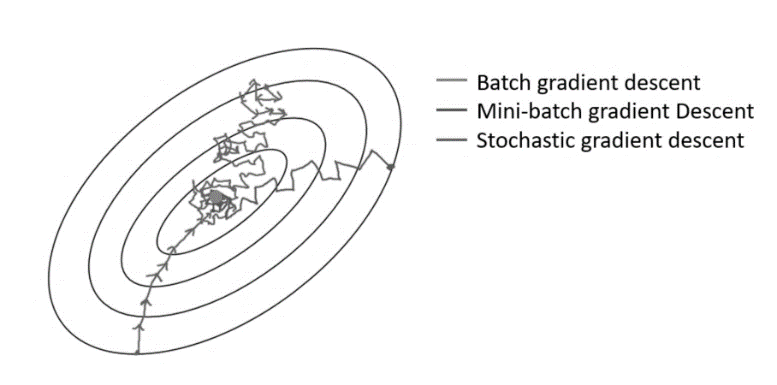 Batch gradient descent
Mini-batch gradient Descent
Stochastic gradient descent